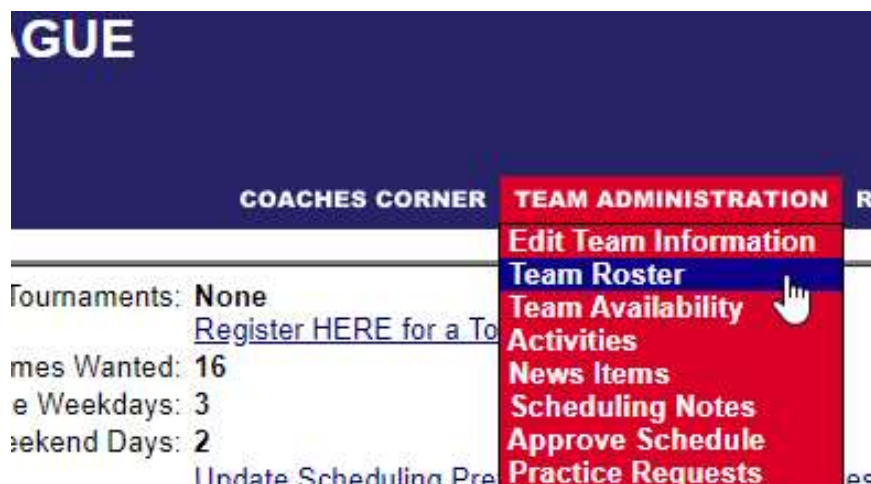 AGUE
COACHES CORNER TEAM ADMINISTRATION R
Edit Team Information
Team Roster
Team Availability
Activities
News Items
Scheduling Notes
Approve Schedule
Practice Requests
Tournaments: None
Register HERE for a To
mes Wanted: 16
e Weekdays: 3
eekend Days: 2
Update Scheduling Pre
es